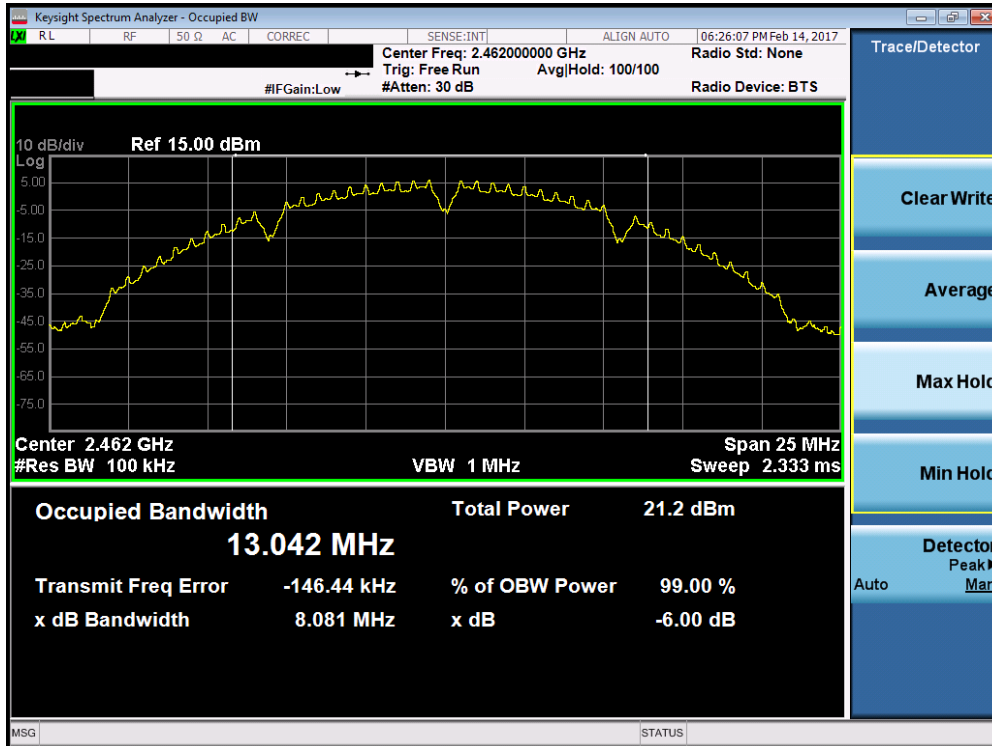 Keysight Spectrum Analyzer - Occupied BW
LXI RL RF 50 Ω AC CORREC SENSE:INT ALIGN AUTO 06:26:07 PM Feb 14, 2017
Center Freq: 2.462000000 GHz Radio Std: None
Trig: Free Run Avg|Hold: 100/100
#IFGain:Low #Atten: 30 dB Radio Device: BTS
Trace/Detector
10 dB/div Ref 15.00 dBm
Log
5.00
-5.00
-15.0
-25.0
-35.0
-45.0
-55.0
-65.0
-75.0
Center 2.462 GHz Span 25 MHz
#Res BW 100 kHz VBW 1 MHz Sweep 2.333 ms
Occupied Bandwidth Total Power 21.2 dBm
13.042 MHz
Transmit Freq Error -146.44 kHz % of OBW Power 99.00 %
x dB Bandwidth 8.081 MHz x dB -6.00 dB
Clear Write
Average
Max Hold
Min Hold
Detector
Peak
Auto Man
MSG STATUS